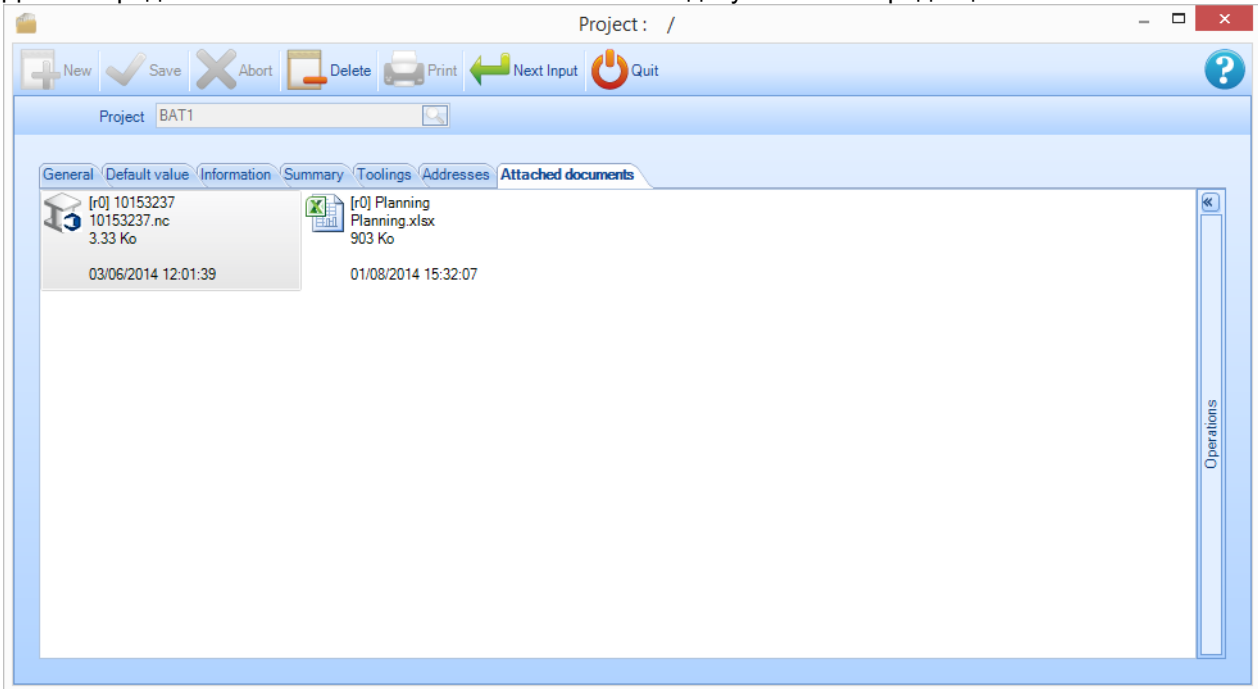 Project : /
New Save Abort Delete Print Next Input Quit ?
Project BAT1
General Default value Information Summary Toolings Addresses Attached documents
[r0] 10153237
10153237.nc
3.33 Ko
03/06/2014 12:01:39
[r0] Planning
Planning.xlsx
903 Ko
01/08/2014 15:32:07
Operations